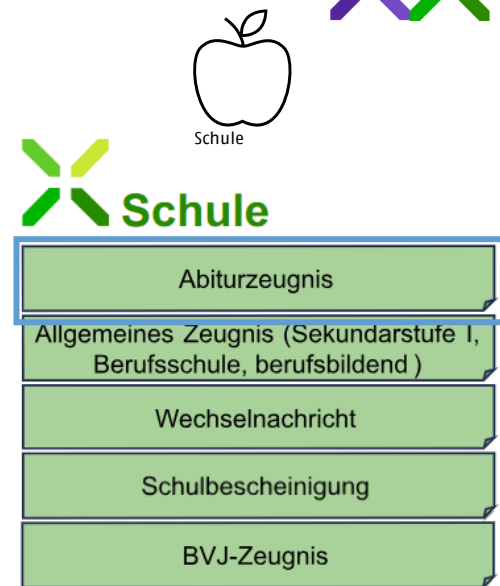 Schule
Schule
Abiturzeugnis
Allgemeines Zeugnis (Sekundarstufe I,
Berufsschule, berufsbildend )
Wechselnachricht
Schulbescheinigung
BVJ-Zeugnis